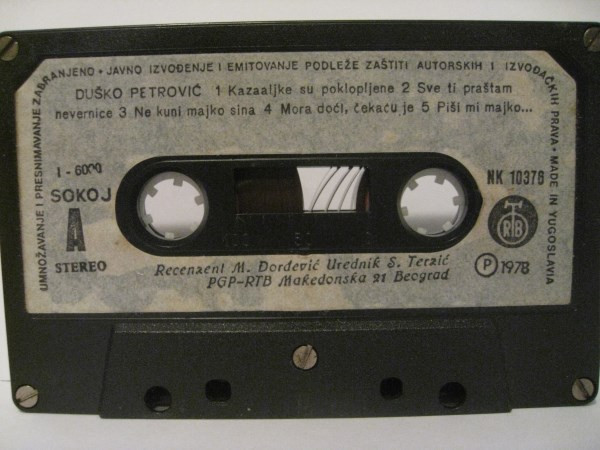 UMNOŽAVANJE I PRESNIMAVANJE ZABRANJENO • JAVNO IZVOĐENJE I EMITOVANJE PODLEŽE ZAŠTITI AUTORSKIH I IZVOĐAČKIH PRAVA • MADE IN YUGOSLAVIA
DUŠKO PETROVIĆ 1 Kazaaljke su poklopljene 2 Sve ti praštam
nevernice 3 Ne kuni majko sina 4 Mora doći, čekaću je 5 Piši mi majko...
1-6000
SOKOJ
A
STEREO
NK 10376
RTB
P 1978
Recenzent M. Đorđević Urednik S. Terzić
PGP-RTB Makedonska 21 Beograd